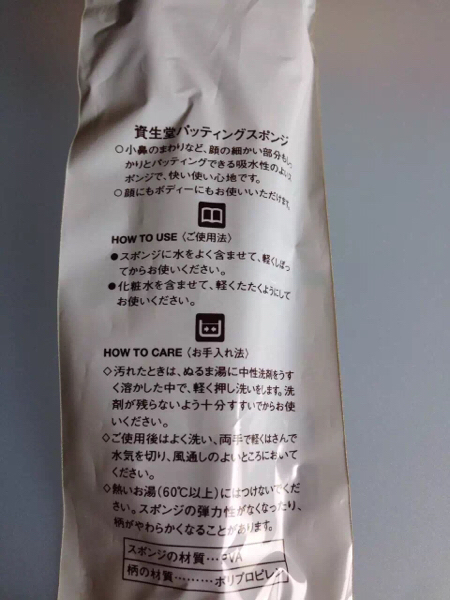 資生堂パッティングスポンジ
○小鼻のまわりなど、顔の細かい部分もしっ
かりとパッティングできる吸水性のよいス
ポンジで、快い使い心地です。
○顔にもボディーにもお使いいただけます。
HOW TO USE〈ご使用法〉
●スポンジに水をよく含ませて、軽くしぼっ
てからお使いください。
●化粧水を含ませて、軽くたたくようにして
お使いください。
HOW TO CARE〈お手入れ法〉
◇汚れたときは、ぬるま湯に中性洗剤をうす
く溶かした中で、軽く押し洗いをします。洗
剤が残らないよう十分すすいでからお使
いください。
◇ご使用後はよく洗い、両手で軽くはさんで
水気を切り、風通しのよいところにおいて
ください。
◇熱いお湯(60℃以上)にはつけないでくだ
さい。スポンジの弾力性がなくなったり、
柄がやわらかくなることがあります。
スポンジの材質…PVA
柄の材質………ポリプロピレン